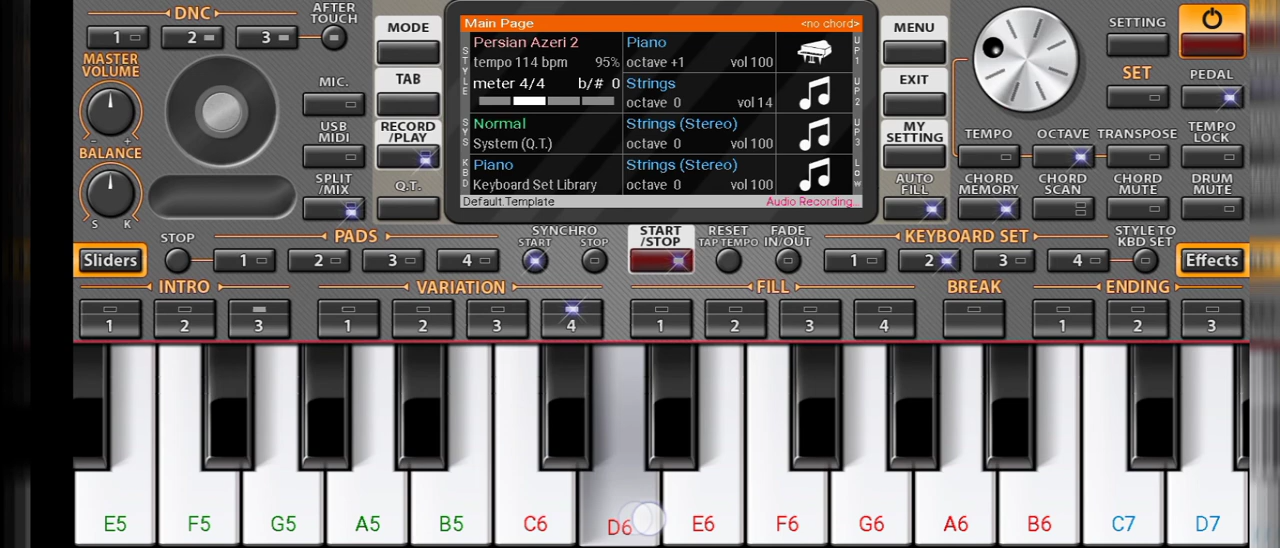 DNC
AFTER
TOUCH
1 2 3
MASTER
VOLUME
- +
BALANCE
S K
MIC.
USB
MIDI
SPLIT
/MIX
MODE
TAB
RECORD
/PLAY
Q.T.
Main Page <no chord>
STYLE
Persian Azeri 2
tempo 114 bpm 95%
meter 4/4 b/# 0
SYS
Normal
System (Q.T.)
KBD
Piano
Keyboard Set Library
Piano
octave +1 vol 100
UP1
Strings
octave 0 vol 14
UP2
Strings (Stereo)
octave 0 vol 100
UP3
Strings (Stereo)
octave 0 vol 100
LOW
Default.Template Audio Recording...
MENU
EXIT
MY
SETTING
AUTO
FILL
SETTING
SET
PEDAL
TEMPO OCTAVE TRANSPOSE TEMPO
LOCK
CHORD
MEMORY
CHORD
SCAN
CHORD
MUTE
DRUM
MUTE
Sliders
STOP
PADS
1 2 3 4
SYNCHRO
START STOP
START
/STOP
RESET
TAP TEMPO
FADE
IN/OUT
KEYBOARD SET
1 2 3 4
STYLE TO
KBD SET
Effects
INTRO VARIATION FILL BREAK ENDING
1 2 3 1 2 3 4 1 2 3 4 1 2 3
E5 F5 G5 A5 B5 C6 D6 E6 F6 G6 A6 B6 C7 D7